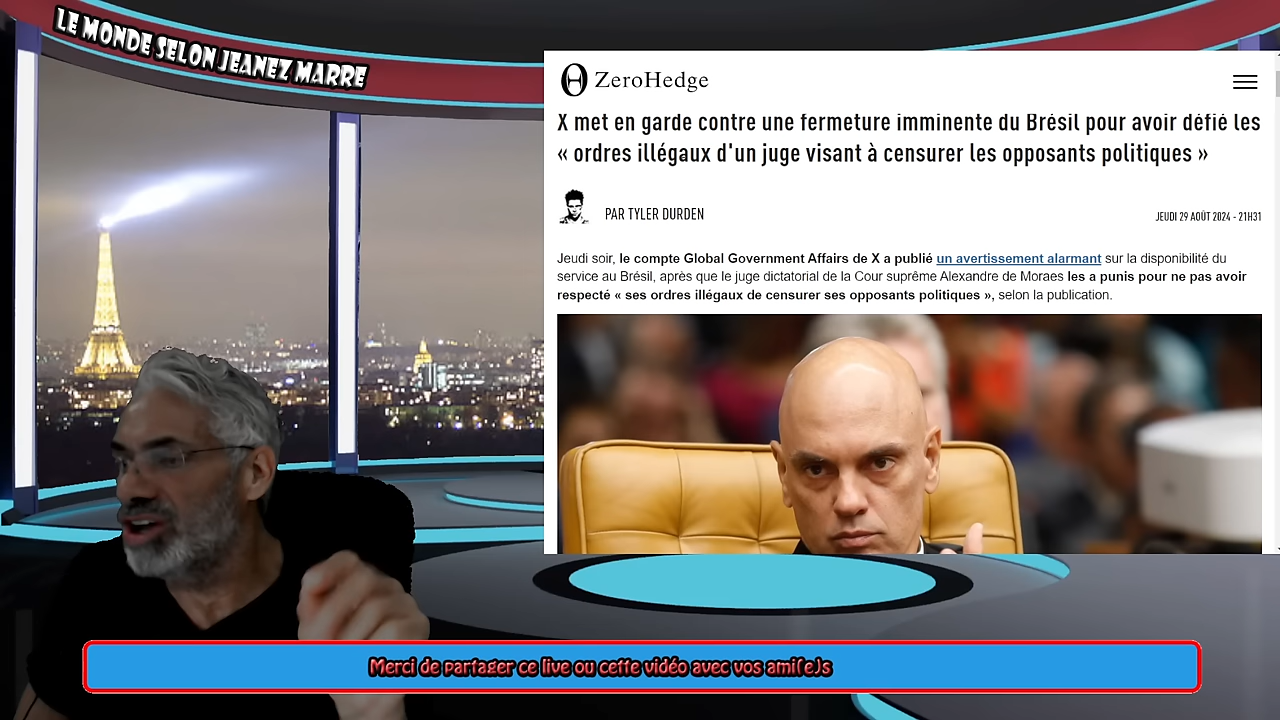 LE MONDE SELON JEANEZ MARRE
ZeroHedge
X met en garde contre une fermeture imminente du Brésil pour avoir défié les
« ordres illégaux d'un juge visant à censurer les opposants politiques »
PAR TYLER DURDEN
JEUDI 29 AOÛT 2024 - 21H31
Jeudi soir, le compte Global Government Affairs de X a publié un avertissement alarmant sur la disponibilité du
service au Brésil, après que le juge dictatorial de la Cour suprême Alexandre de Moraes les a punis pour ne pas avoir
respecté « ses ordres illégaux de censurer ses opposants politiques », selon la publication.
Merci de partager ce live ou cette vidéo avec vos ami(e)s